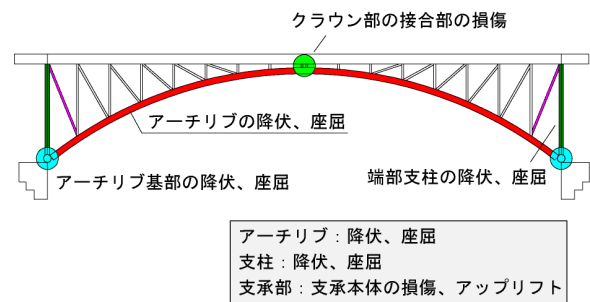 クラウン部の接合部の損傷
アーチリブの降伏、座屈
アーチリブ基部の降伏、座屈
端部支柱の降伏、座屈
アーチリブ：降伏、座屈
支柱：降伏、座屈
支承部：支承本体の損傷、アップリフト